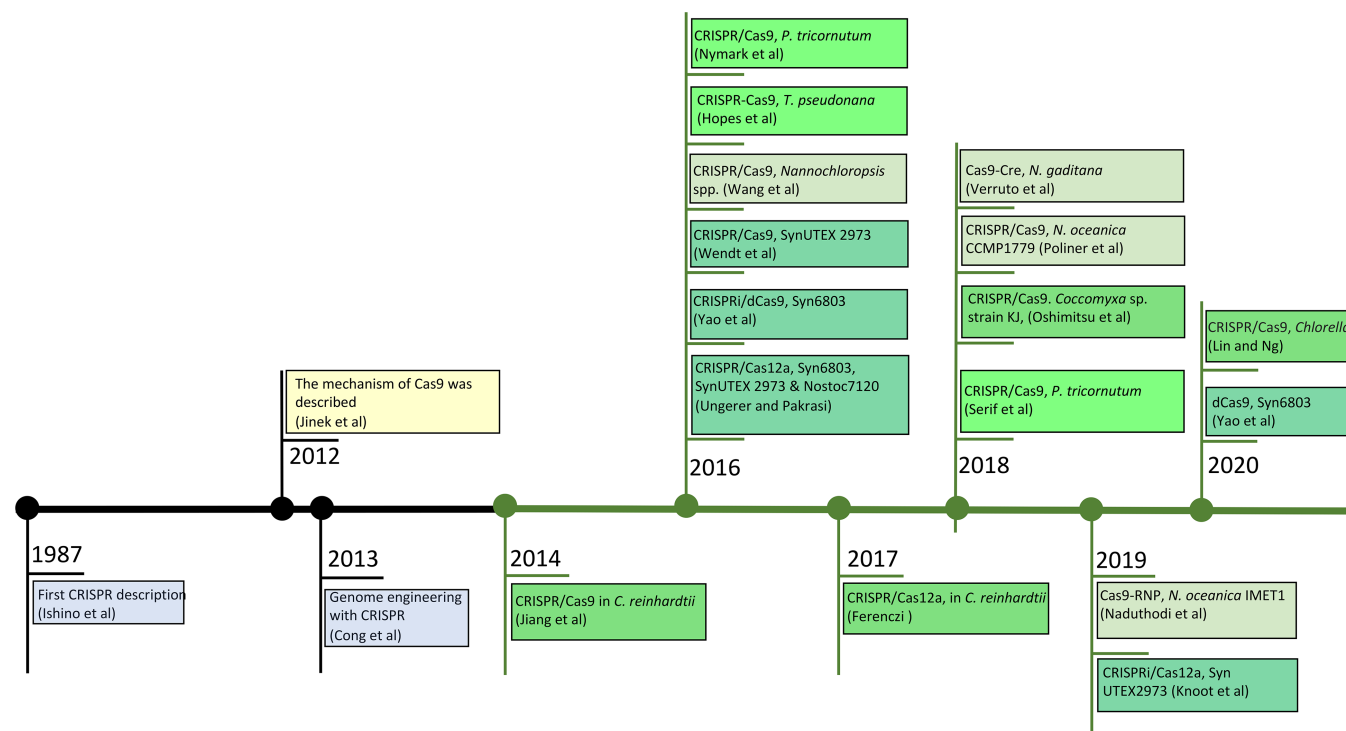 CRISPR/Cas9, P. tricornutum
(Nymark et al)
CRISPR-Cas9, T. pseudonana
(Hopes et al)
CRISPR/Cas9, Nannochloropsis
spp. (Wang et al)
CRISPR/Cas9, SynUTEX 2973
(Wendt et al)
CRISPRi/dCas9, Syn6803
(Yao et al)
CRISPR/Cas12a, Syn6803,
SynUTEX 2973 & Nostoc7120
(Ungerer and Pakrasi)
2016
Cas9-Cre, N. gaditana
(Verruto et al)
CRISPR/Cas9, N. oceanica
CCMP1779 (Poliner et al)
CRISPR/Cas9. Coccomyxa sp.
strain KJ, (Oshimitsu et al)
CRISPR/Cas9, P. tricornutum
(Serif et al)
2018
CRISPR/Cas9, Chlorella
(Lin and Ng)
dCas9, Syn6803
(Yao et al)
2020
The mechanism of Cas9 was
described
(Jinek et al)
2012
1987
First CRISPR description
(Ishino et al)
2013
Genome engineering
with CRISPR
(Cong et al)
2014
CRISPR/Cas9 in C. reinhardtii
(Jiang et al)
2017
CRISPR/Cas12a, in C. reinhardtii
(Ferenczi )
2019
Cas9-RNP, N. oceanica IMET1
(Naduthodi et al)
CRISPRi/Cas12a, Syn
UTEX2973 (Knoot et al)